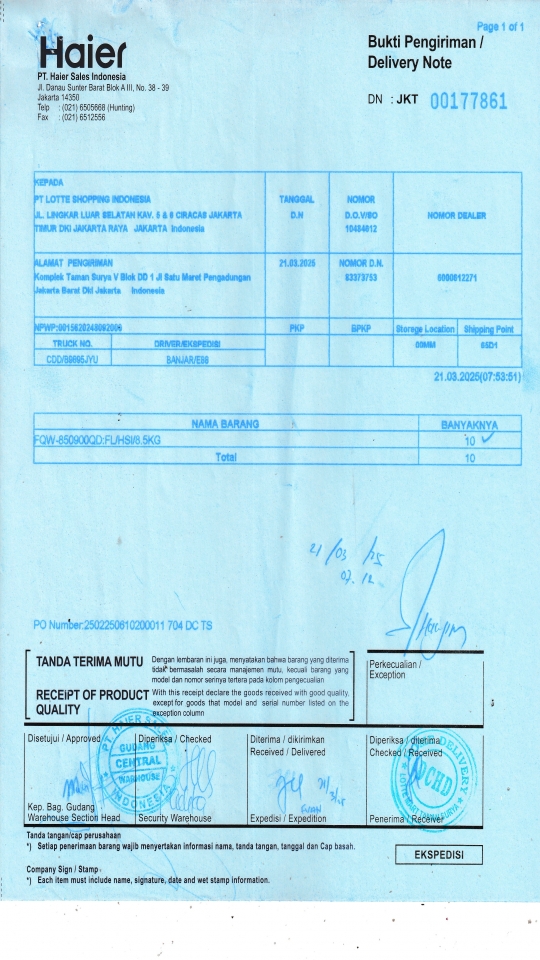 Page 1 of 1
Haier
Bukti Pengiriman /
Delivery Note
PT. Haier Sales Indonesia
Jl. Danau Sunter Barat Blok A III, No. 38 - 39
Jakarta 14350
Telp : (021) 6505668 (Hunting)
Fax : (021) 6512556
DN : JKT 00177861
KEPADA
PT LOTTE SHOPPING INDONESIA
JL. LINGKAR LUAR SELATAN KAV. 5 & 6 CIRACAS JAKARTA
TIMUR DKI JAKARTA RAYA JAKARTA Indonesia
TANGGAL
D.N
NOMOR
D.O.V/SO
10484612
NOMOR DEALER
ALAMAT PENGIRIMAN
Komplek Taman Surya V Blok DD 1 Jl Satu Maret Pengadungan
Jakarta Barat Dki Jakarta Indonesia
21.03.2025
NOMOR D.N.
83373753
6000012271
PKP
Storage Location
Shipping Point
TRUCK NO.
DRIVER/EKSPEDISI
00MM
BANJAR/E86
21.03.2025(07:53:51)
NAMA BARANG BANYAKNYA
FQW-850900QD:FL/HSI/8.5KG 10
Total 10
21/03/25
07.12
PO Number:2502250610200011 704 DC TS
TANDA TERIMA MUTU
Dengan lembaran ini juga, menyatakan bahwa barang yang diterima
tidak bermasalah secara manajemen mutu, kecuali barang yang
model dan nomor serinya tertera pada kolom pengecualian
RECEIPT OF PRODUCT
QUALITY
With this receipt declare the goods received with good quality,
except for goods that model and serial number listed on the
exception column
Perkecualian /
Exception
Disetujui / Approved
Diperiksa / Checked
Diterima / dikirimkan
Received / Delivered
Diperiksa / diterima
Checked / Received
PT. HAIER SALES
GUDANG
CENTRAL
WAREHOUSE
INDONESIA
DELIVERY
WCHD
Kep. Bag. Gudang
Warehouse Section Head
Security Warehouse
Expedisi / Expedition
Penerima / Receiver
Tanda tangan/cap perusahaan
*) Setiap penerimaan barang wajib menyertakan informasi nama, tanda tangan, tanggal dan Cap basah.
EKSPEDISI
Company Sign / Stamp :
*) Each item must include name, signature, date and wet stamp information.